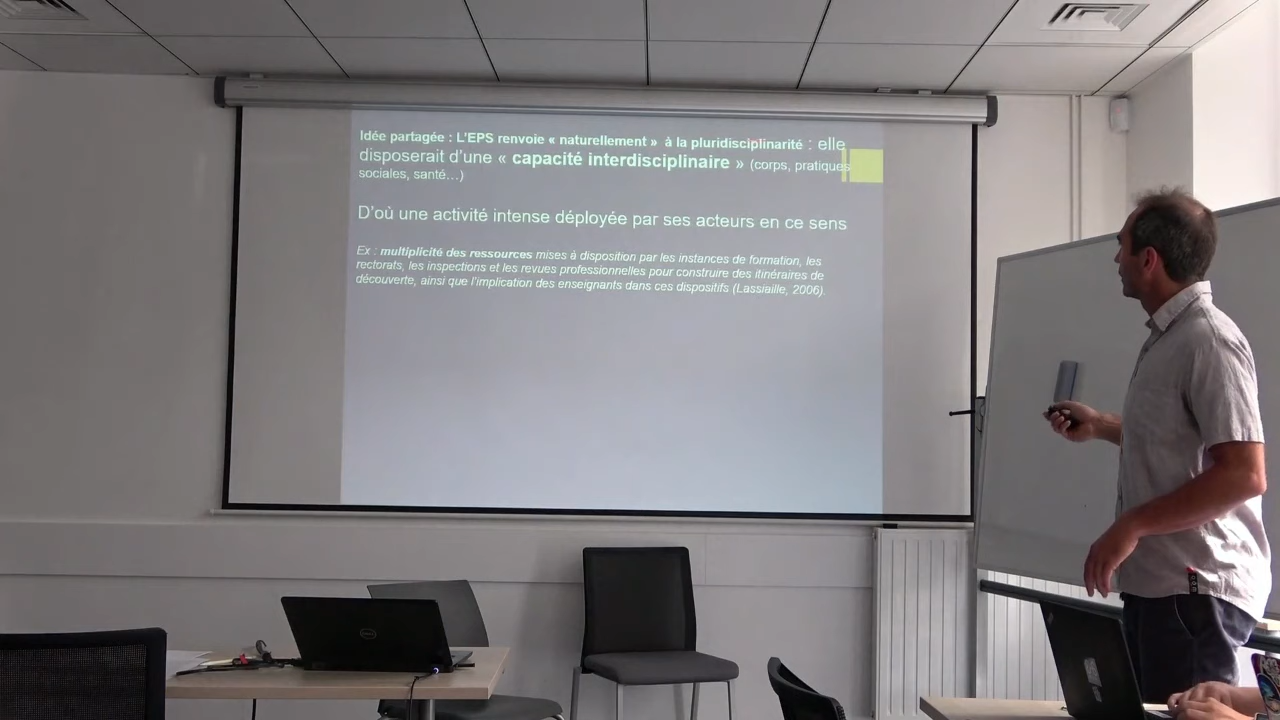 Idée partagée : L'EPS renvoie « naturellement » à la pluridisciplinarité : elle
disposerait d'une « capacité interdisciplinaire » (corps, pratiques
sociales, santé…)
D'où une activité intense déployée par ses acteurs en ce sens
Ex : multiplicité des ressources mises à disposition par les instances de formation, les
rectorats, les inspections et les revues professionnelles pour construire des itinéraires de
découverte, ainsi que l'implication des enseignants dans ces dispositifs (Lassiaille, 2006).
DELL